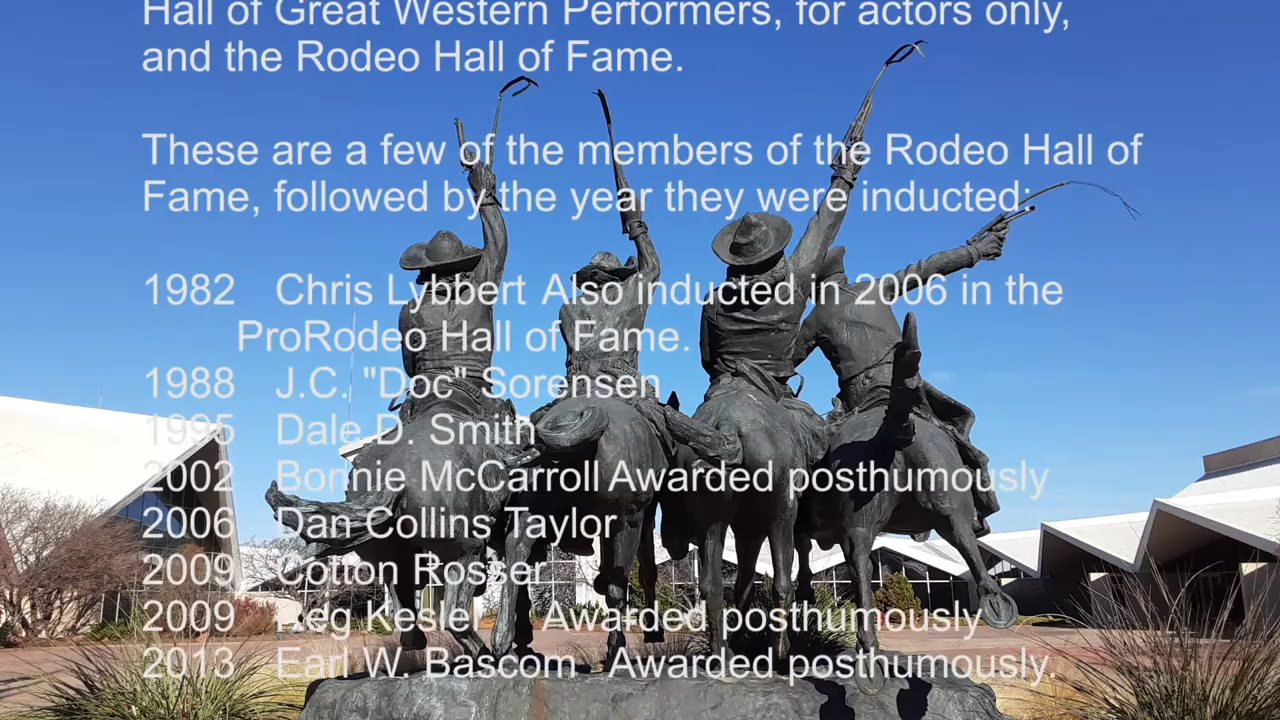 Hall of Great Western Performers, for actors only,
and the Rodeo Hall of Fame.
These are a few of the members of the Rodeo Hall of
Fame, followed by the year they were inducted:
1982 Chris Lybbert Also inducted in 2006 in the
ProRodeo Hall of Fame.
1988 J.C. "Doc" Sorensen
1995 Dale D. Smith
2002 Bonnie McCarroll Awarded posthumously
2006 Dan Collins Taylor
2009 Cotton Rosser
2009 Reg Kesler Awarded posthumously
2013 Earl W. Bascom Awarded posthumously.